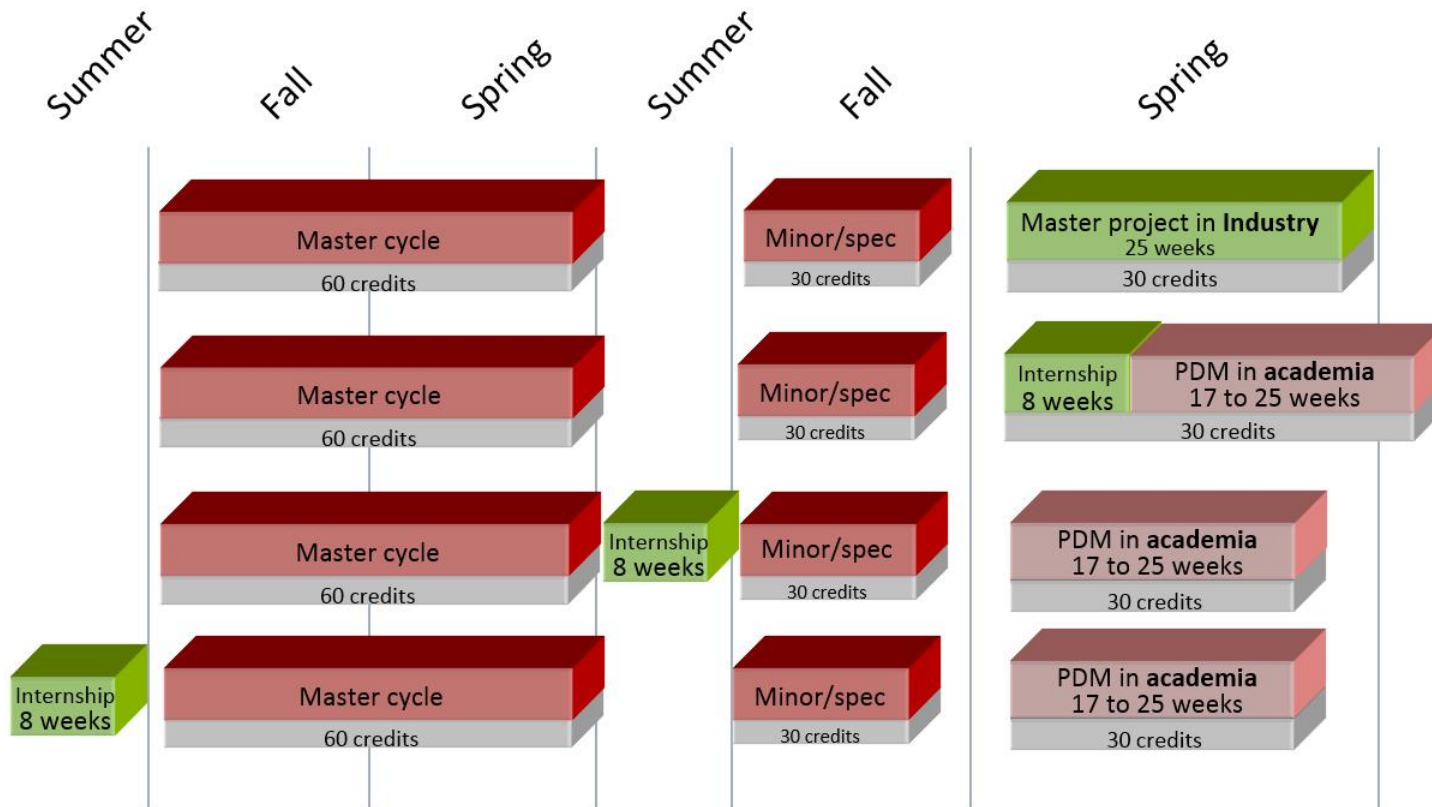 Summer
Fall
Spring
Summer
Fall
Spring
Master cycle
60 credits
Minor/spec
30 credits
Master project in Industry
25 weeks
30 credits
Master cycle
60 credits
Minor/spec
30 credits
Internship
8 weeks
PDM in academia
17 to 25 weeks
30 credits
Master cycle
60 credits
Internship
8 weeks
Minor/spec
30 credits
PDM in academia
17 to 25 weeks
30 credits
Internship
8 weeks
Master cycle
60 credits
Minor/spec
30 credits
PDM in academia
17 to 25 weeks
30 credits